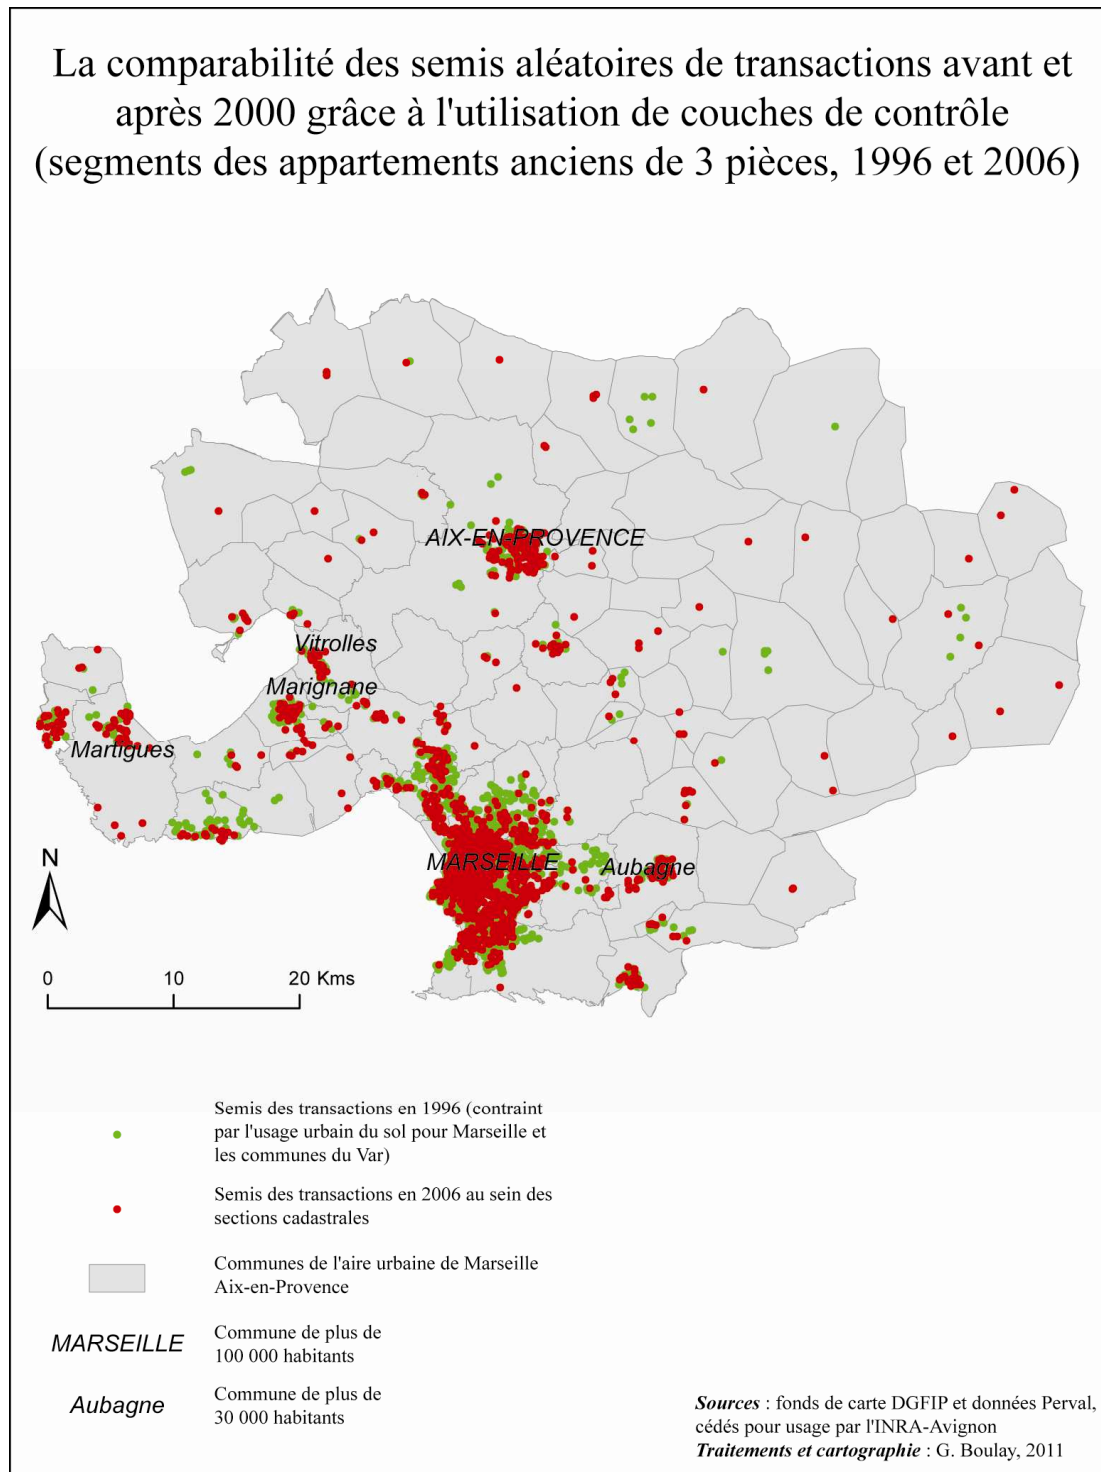 La comparabilité des semis aléatoires de transactions avant et
après 2000 grâce à l'utilisation de couches de contrôle
(segments des appartements anciens de 3 pièces, 1996 et 2006)
AIX-EN-PROVENCE
Vitrolles
Marignane
Martigues
MARSEILLE
Aubagne
N
0 10 20 Kms
Semis des transactions en 1996 (contraint
par l'usage urbain du sol pour Marseille et
les communes du Var)
Semis des transactions en 2006 au sein des
sections cadastrales
Communes de l'aire urbaine de Marseille
Aix-en-Provence
MARSEILLE
Commune de plus de
100 000 habitants
Aubagne
Commune de plus de
30 000 habitants
Sources : fonds de carte DGFIP et données Perval,
cédés pour usage par l'INRA-Avignon
Traitements et cartographie : G. Boulay, 2011